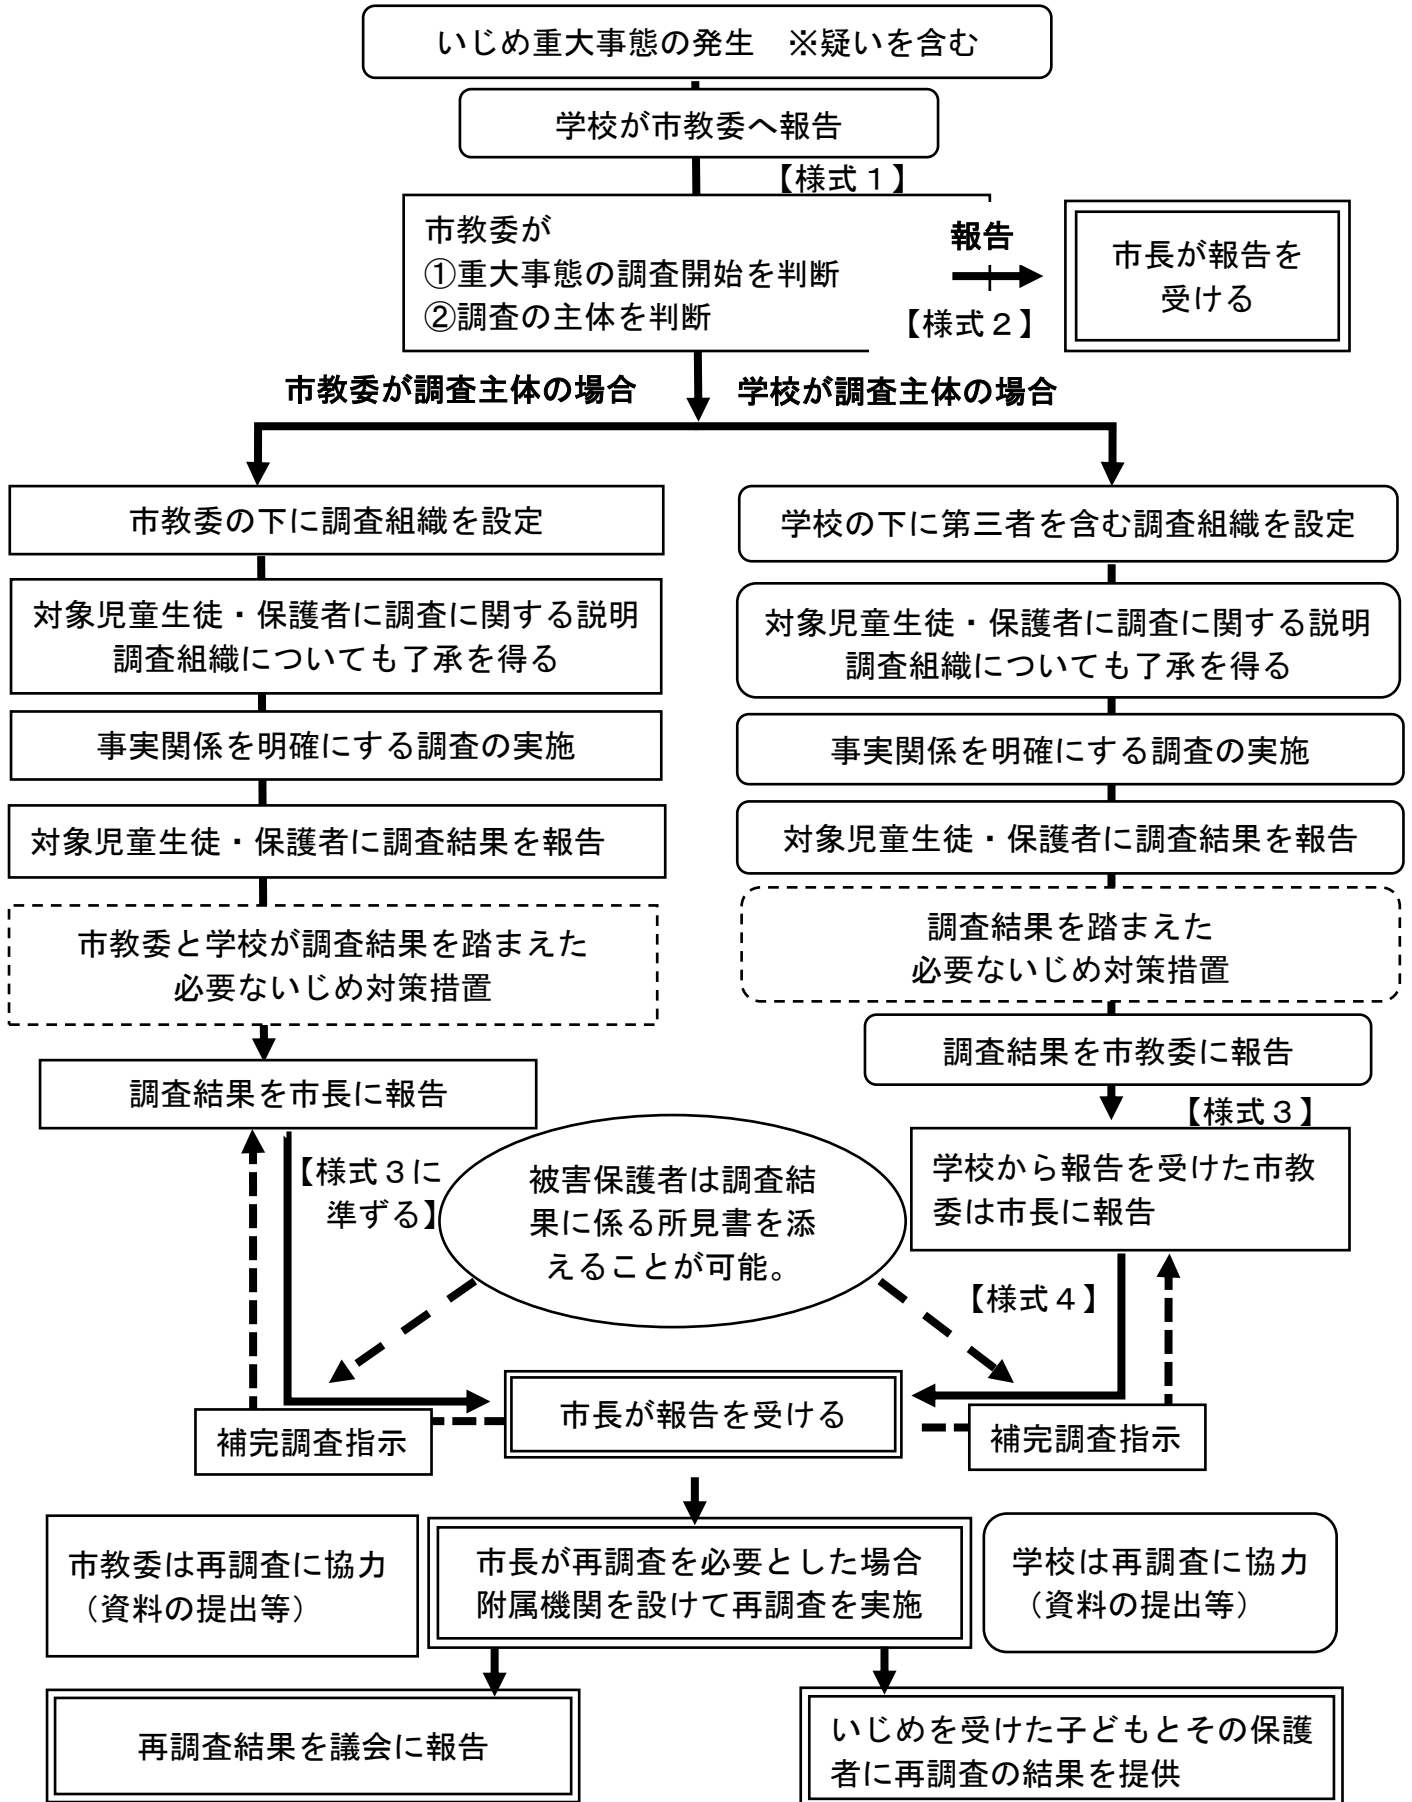 いじめ重大事態の発生　※疑いを含む
学校が市教委へ報告
【様式１】
市教委が
①重大事態の調査開始を判断
②調査の主体を判断
報告
【様式２】
市長が報告を
受ける
市教委が調査主体の場合
学校が調査主体の場合
市教委の下に調査組織を設定
対象児童生徒・保護者に調査に関する説明
調査組織についても了承を得る
事実関係を明確にする調査の実施
対象児童生徒・保護者に調査結果を報告
市教委と学校が調査結果を踏まえた
必要ないじめ対策措置
調査結果を市長に報告
【様式３に
準ずる】
学校の下に第三者を含む調査組織を設定
対象児童生徒・保護者に調査に関する説明
調査組織についても了承を得る
事実関係を明確にする調査の実施
対象児童生徒・保護者に調査結果を報告
調査結果を踏まえた
必要ないじめ対策措置
調査結果を市教委に報告
【様式３】
学校から報告を受けた市教
委は市長に報告
【様式４】
被害保護者は調査結
果に係る所見書を添
えることが可能。
補完調査指示
市長が報告を受ける
補完調査指示
市教委は再調査に協力
（資料の提出等）
市長が再調査を必要とした場合
附属機関を設けて再調査を実施
学校は再調査に協力
（資料の提出等）
再調査結果を議会に報告
いじめを受けた子どもとその保護
者に再調査の結果を提供